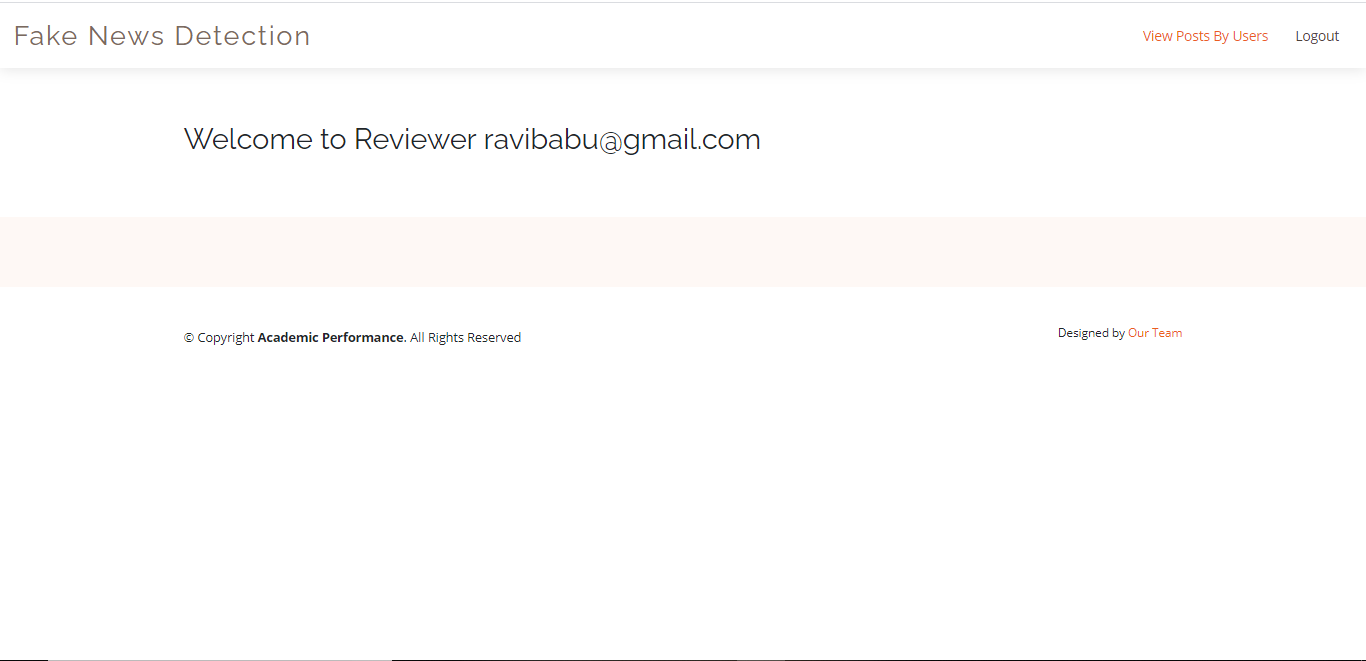 Fake News Detection
View Posts By Users
Logout
Welcome to Reviewer ravibabu@gmail.com
© Copyright Academic Performance. All Rights Reserved
Designed by Our Team